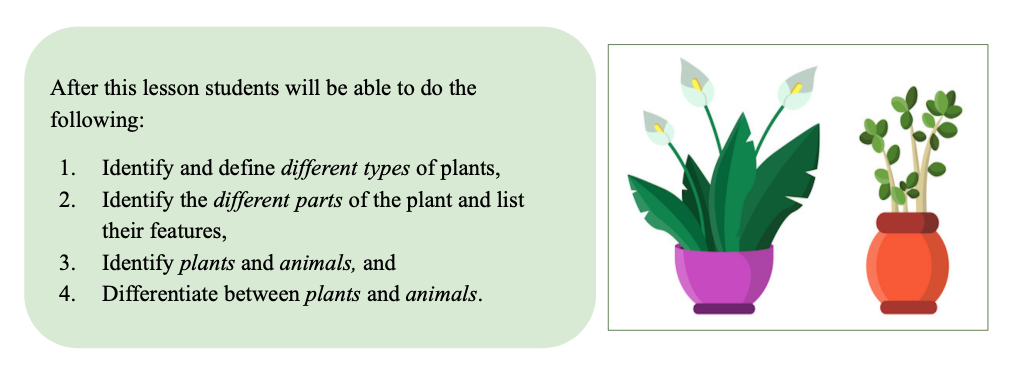 After this lesson students will be able to do the
following:
1. Identify and define different types of plants,
2. Identify the different parts of the plant and list
their features,
3. Identify plants and animals, and
4. Differentiate between plants and animals.